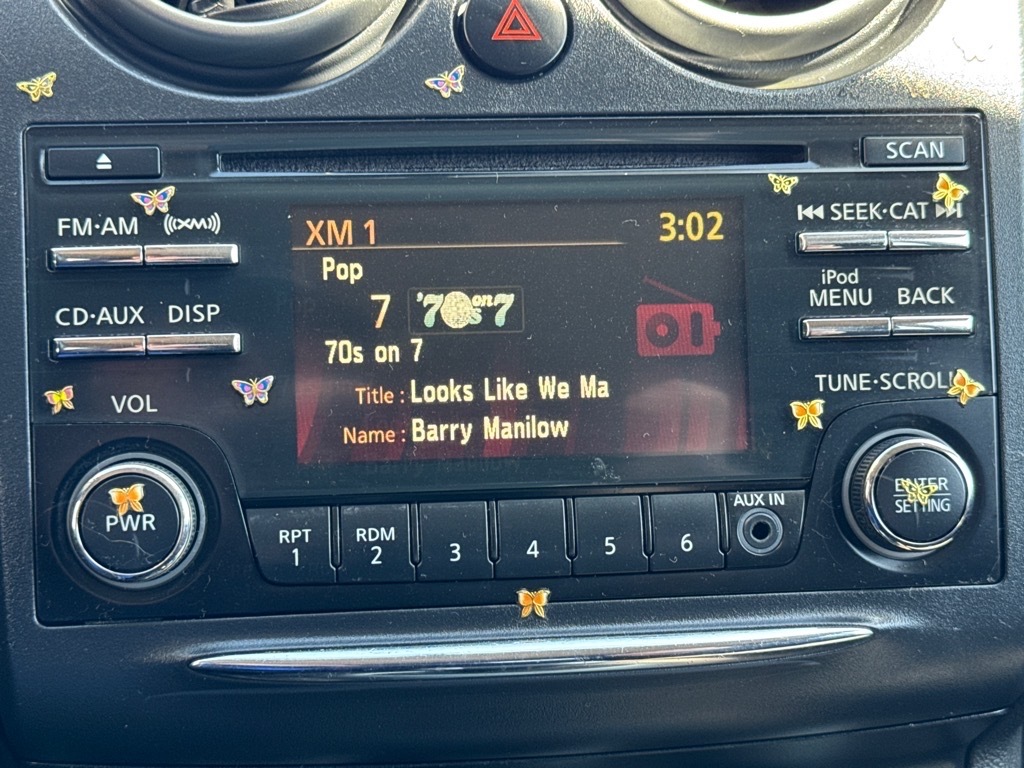 SCAN
FM·AM
((XM))
SEEK·CAT
XM 1
3:02
Pop
7
'70s on 7
70s on 7
iPod
MENU
BACK
CD·AUX
DISP
Title : Looks Like We Ma
Name : Barry Manilow
VOL
TUNE·SCROLL
PWR
ENTER
SETTING
RPT
1
RDM
2
3
4
5
6
AUX IN